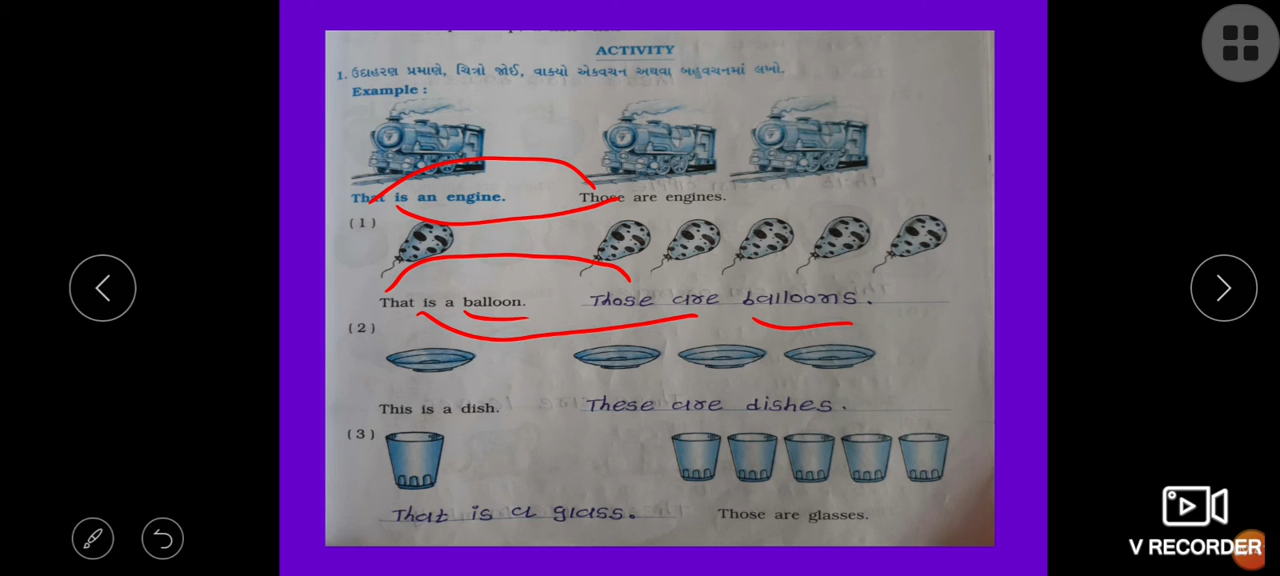 ACTIVITY
1. ઉદાહરણ પ્રમાણે, ચિત્રો જોઈ, વાક્યો એકવચન અથવા બહુવચનમાં લખો.
Example :
That is an engine. Those are engines.
(1)
That is a balloon. Those are balloons.
(2)
This is a dish. These are dishes.
(3)
That is a glass. Those are glasses.
V RECORDER